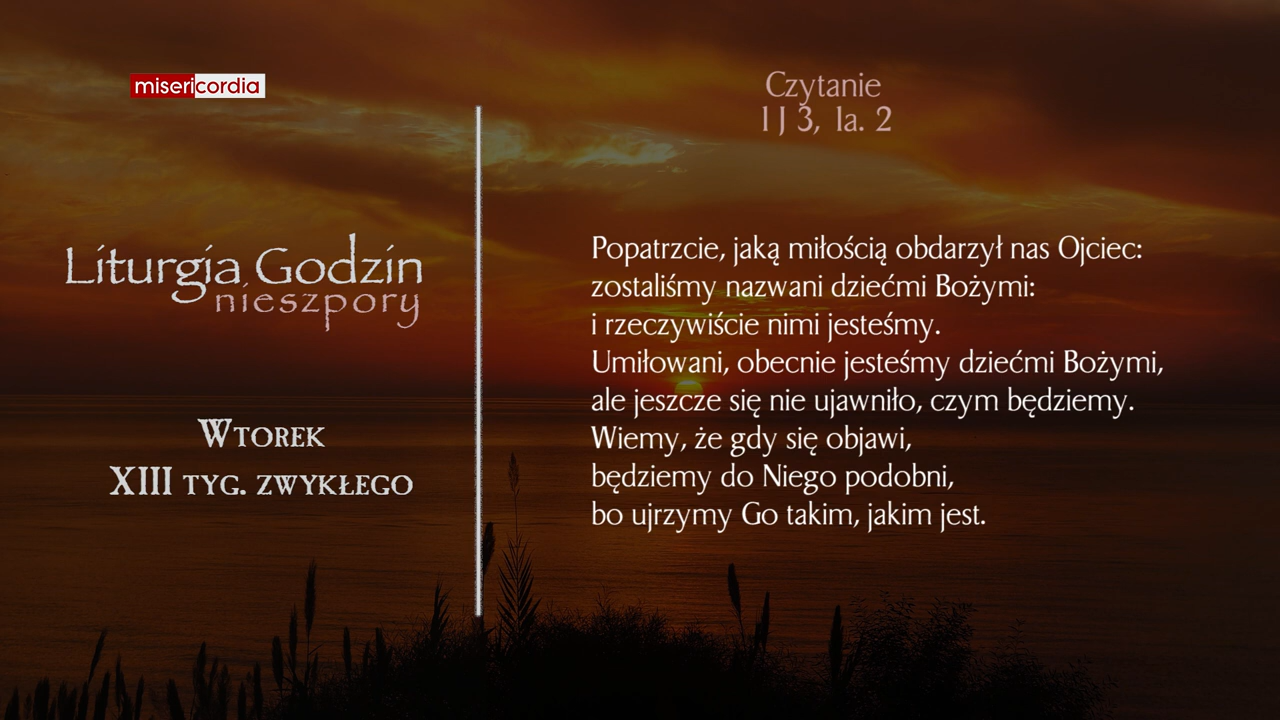 misericordia
Liturgia Godzin
nieszpory
Wtorek
XIII tyg. zwykłego
Czytanie
1 J 3, 1a. 2
Popatrzcie, jaką miłością obdarzył nas Ojciec:
zostaliśmy nazwani dziećmi Bożymi:
i rzeczywiście nimi jesteśmy.
Umiłowani, obecnie jesteśmy dziećmi Bożymi,
ale jeszcze się nie ujawniło, czym będziemy.
Wiemy, że gdy się objawi,
będziemy do Niego podobni,
bo ujrzymy Go takim, jakim jest.